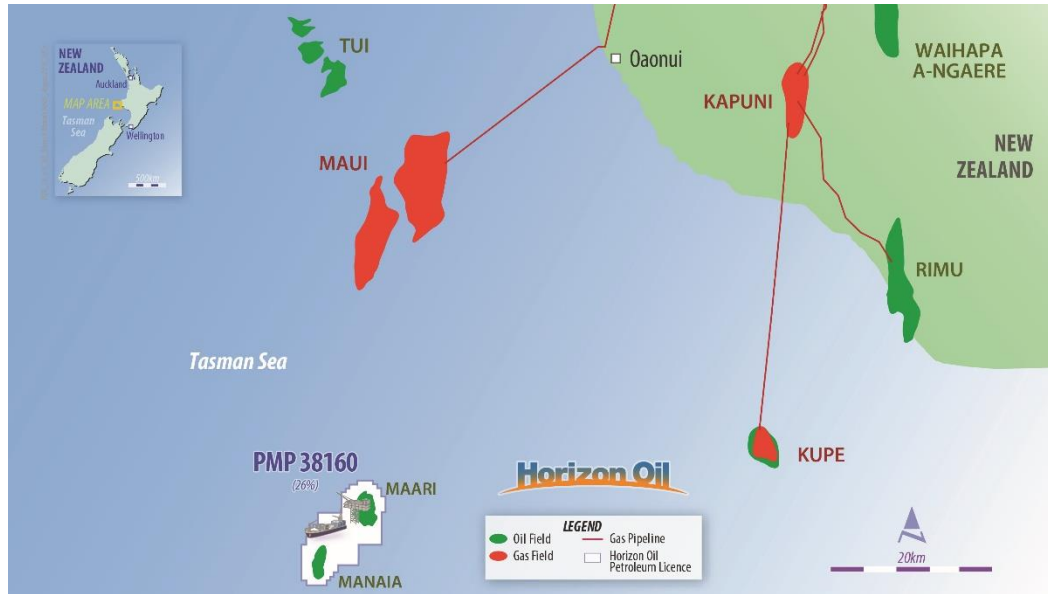 NEW
ZEALAND
Auckland
MAP AREA
Tasman
Sea
Wellington
500km
TUI
Oaonui
WAIHAPA
A-NGAERE
KAPUNI
MAUI
NEW
ZEALAND
RIMU
Tasman Sea
KUPE
PMP 38160
(26%)
MAARI
MANAIA
Horizon Oil
LEGEND
Oil Field
Gas Pipeline
Gas Field
Horizon Oil
Petroleum Licence
20km